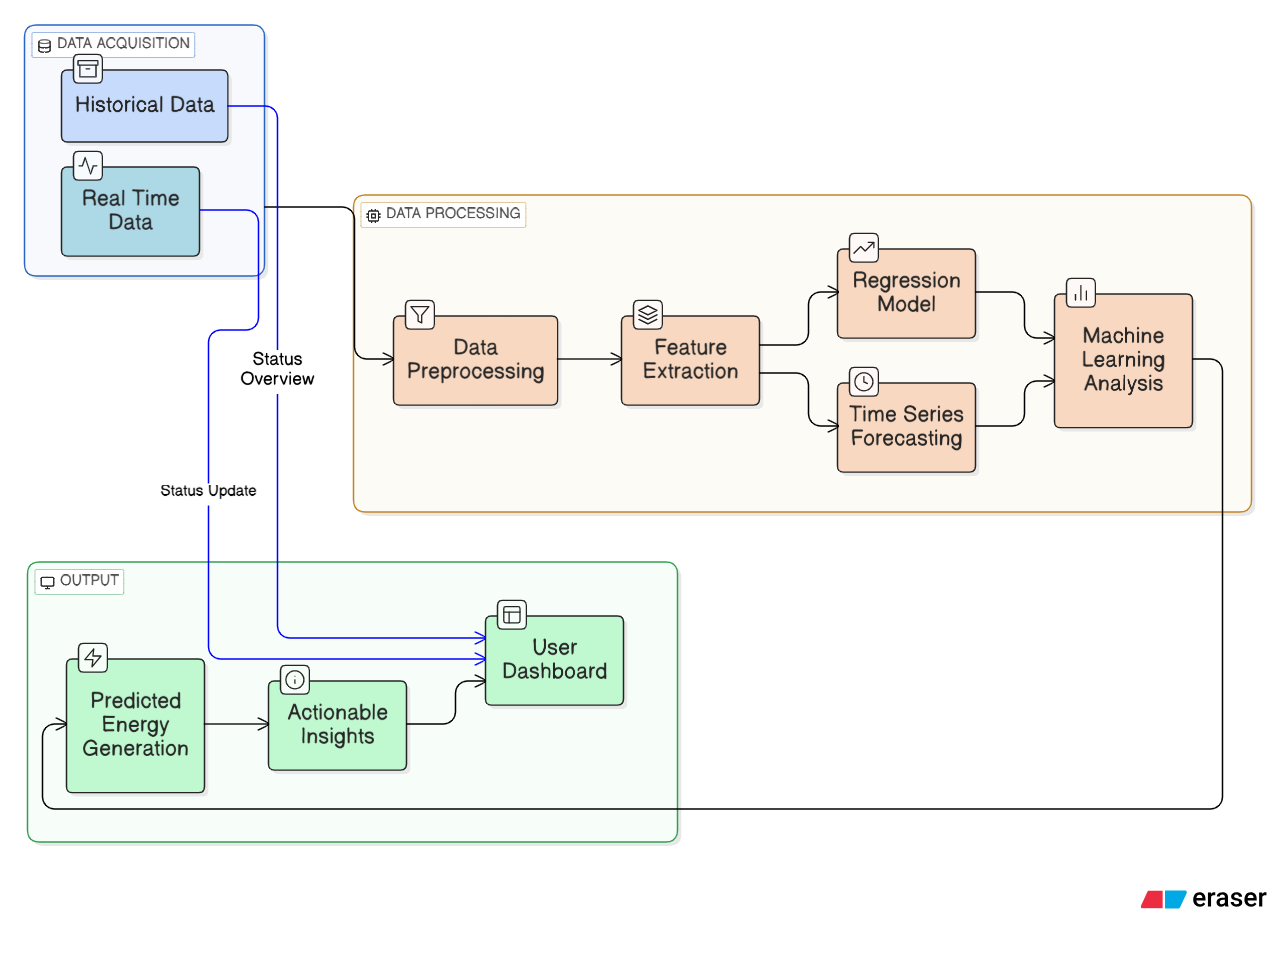 DATA ACQUISITION
Historical Data
Real Time
Data
DATA PROCESSING
Data
Preprocessing
Feature
Extraction
Regression
Model
Time Series
Forecasting
Machine
Learning
Analysis
Status
Overview
Status Update
OUTPUT
Predicted
Energy
Generation
Actionable
Insights
User
Dashboard
eraser